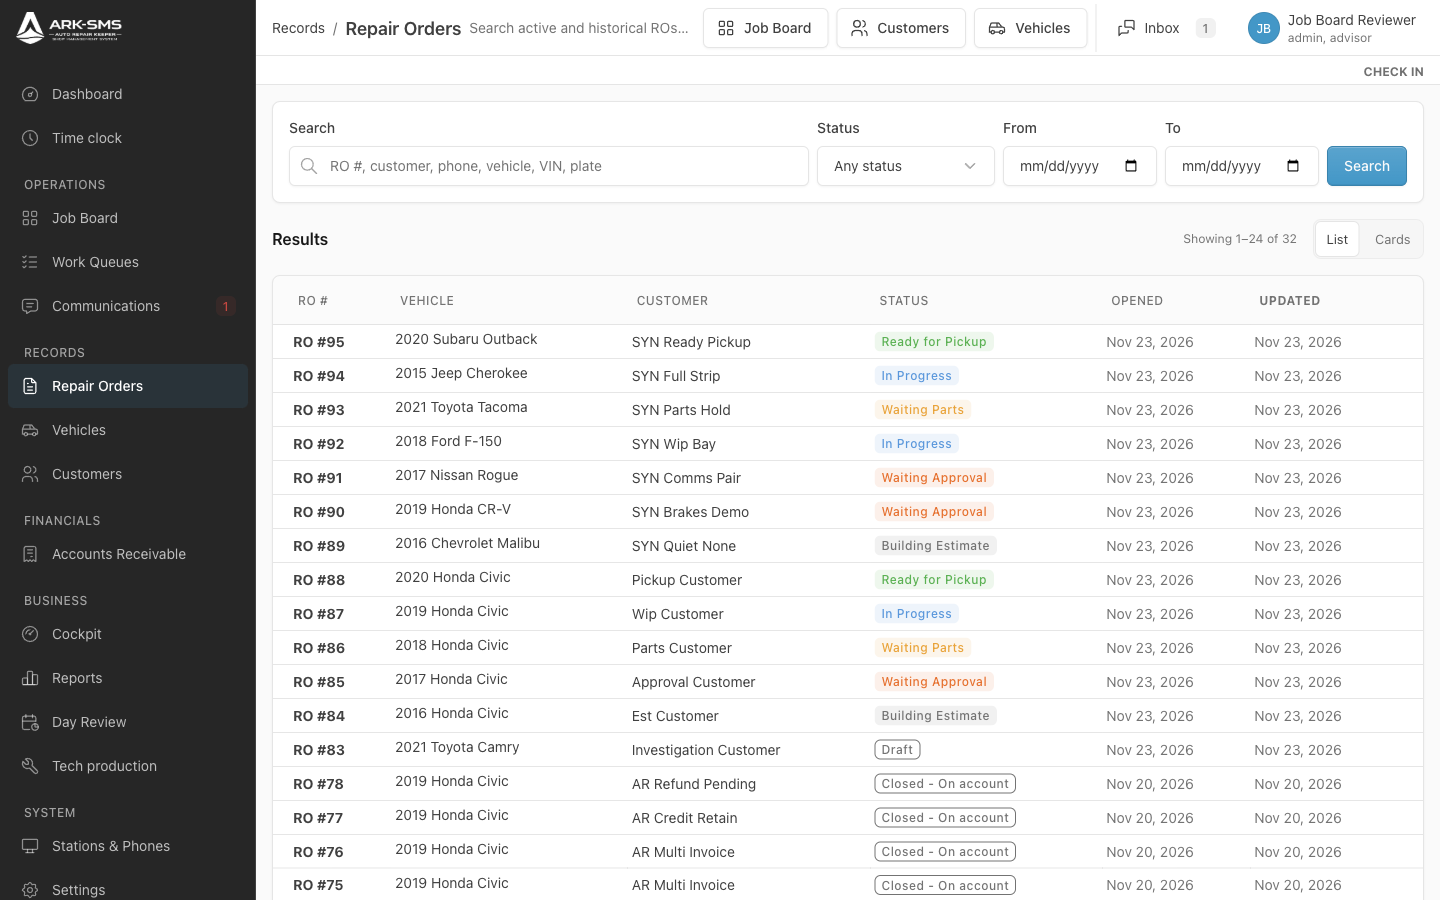 ARK-SMS
AUTO REPAIR KEEPER
SHOP MANAGEMENT SYSTEM
Dashboard
Time clock
OPERATIONS
Job Board
Work Queues
Communications 1
RECORDS
Repair Orders
Vehicles
Customers
FINANCIALS
Accounts Receivable
BUSINESS
Cockpit
Reports
Day Review
Tech production
SYSTEM
Stations & Phones
Settings
Records / Repair Orders Search active and historical ROs...
Job Board
Customers
Vehicles
Inbox 1
JB
Job Board Reviewer
admin, advisor
CHECK IN
Search Status From To
RO #, customer, phone, vehicle, VIN, plate Any status mm/dd/yyyy mm/dd/yyyy Search
Results Showing 1–24 of 32 List Cards
RO # VEHICLE CUSTOMER STATUS OPENED UPDATED
RO #95 2020 Subaru Outback SYN Ready Pickup Ready for Pickup Nov 23, 2026 Nov 23, 2026
RO #94 2015 Jeep Cherokee SYN Full Strip In Progress Nov 23, 2026 Nov 23, 2026
RO #93 2021 Toyota Tacoma SYN Parts Hold Waiting Parts Nov 23, 2026 Nov 23, 2026
RO #92 2018 Ford F-150 SYN Wip Bay In Progress Nov 23, 2026 Nov 23, 2026
RO #91 2017 Nissan Rogue SYN Comms Pair Waiting Approval Nov 23, 2026 Nov 23, 2026
RO #90 2019 Honda CR-V SYN Brakes Demo Waiting Approval Nov 23, 2026 Nov 23, 2026
RO #89 2016 Chevrolet Malibu SYN Quiet None Building Estimate Nov 23, 2026 Nov 23, 2026
RO #88 2020 Honda Civic Pickup Customer Ready for Pickup Nov 23, 2026 Nov 23, 2026
RO #87 2019 Honda Civic Wip Customer In Progress Nov 23, 2026 Nov 23, 2026
RO #86 2018 Honda Civic Parts Customer Waiting Parts Nov 23, 2026 Nov 23, 2026
RO #85 2017 Honda Civic Approval Customer Waiting Approval Nov 23, 2026 Nov 23, 2026
RO #84 2016 Honda Civic Est Customer Building Estimate Nov 23, 2026 Nov 23, 2026
RO #83 2021 Toyota Camry Investigation Customer Draft Nov 23, 2026 Nov 23, 2026
RO #78 2019 Honda Civic AR Refund Pending Closed - On account Nov 20, 2026 Nov 20, 2026
RO #77 2019 Honda Civic AR Credit Retain Closed - On account Nov 20, 2026 Nov 20, 2026
RO #76 2019 Honda Civic AR Multi Invoice Closed - On account Nov 20, 2026 Nov 20, 2026
RO #75 2019 Honda Civic AR Multi Invoice Closed - On account Nov 20, 2026 Nov 20, 2026